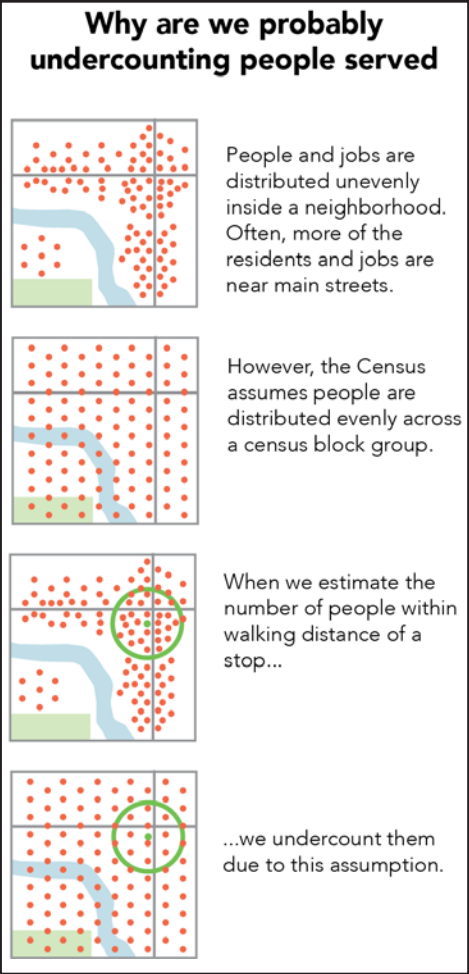 Why are we probably
undercounting people served
People and jobs are
distributed unevenly
inside a neighborhood.
Often, more of the
residents and jobs are
near main streets.
However, the Census
assumes people are
distributed evenly across
a census block group.
When we estimate the
number of people within
walking distance of a
stop...
...we undercount them
due to this assumption.